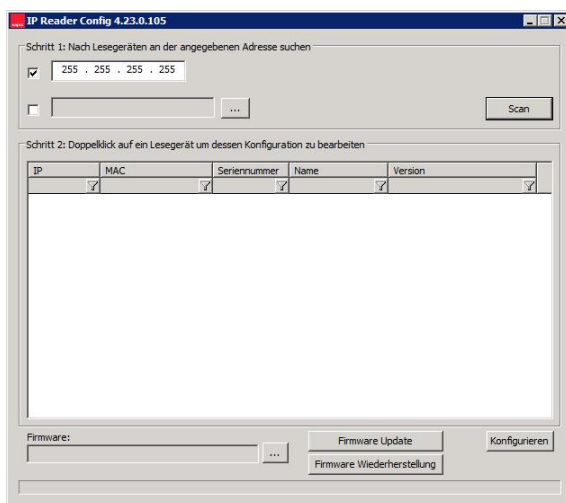 IP Reader Config 4.23.0.105
Schritt 1: Nach Lesegeräten an der angegebenen Adresse suchen
255 . 255 . 255 . 255
...
Scan
Schritt 2: Doppelklick auf ein Lesegerät um dessen Konfiguration zu bearbeiten
IP MAC Seriennummer Name Version
Firmware:
...
Firmware Update
Konfigurieren
Firmware Wiederherstellung